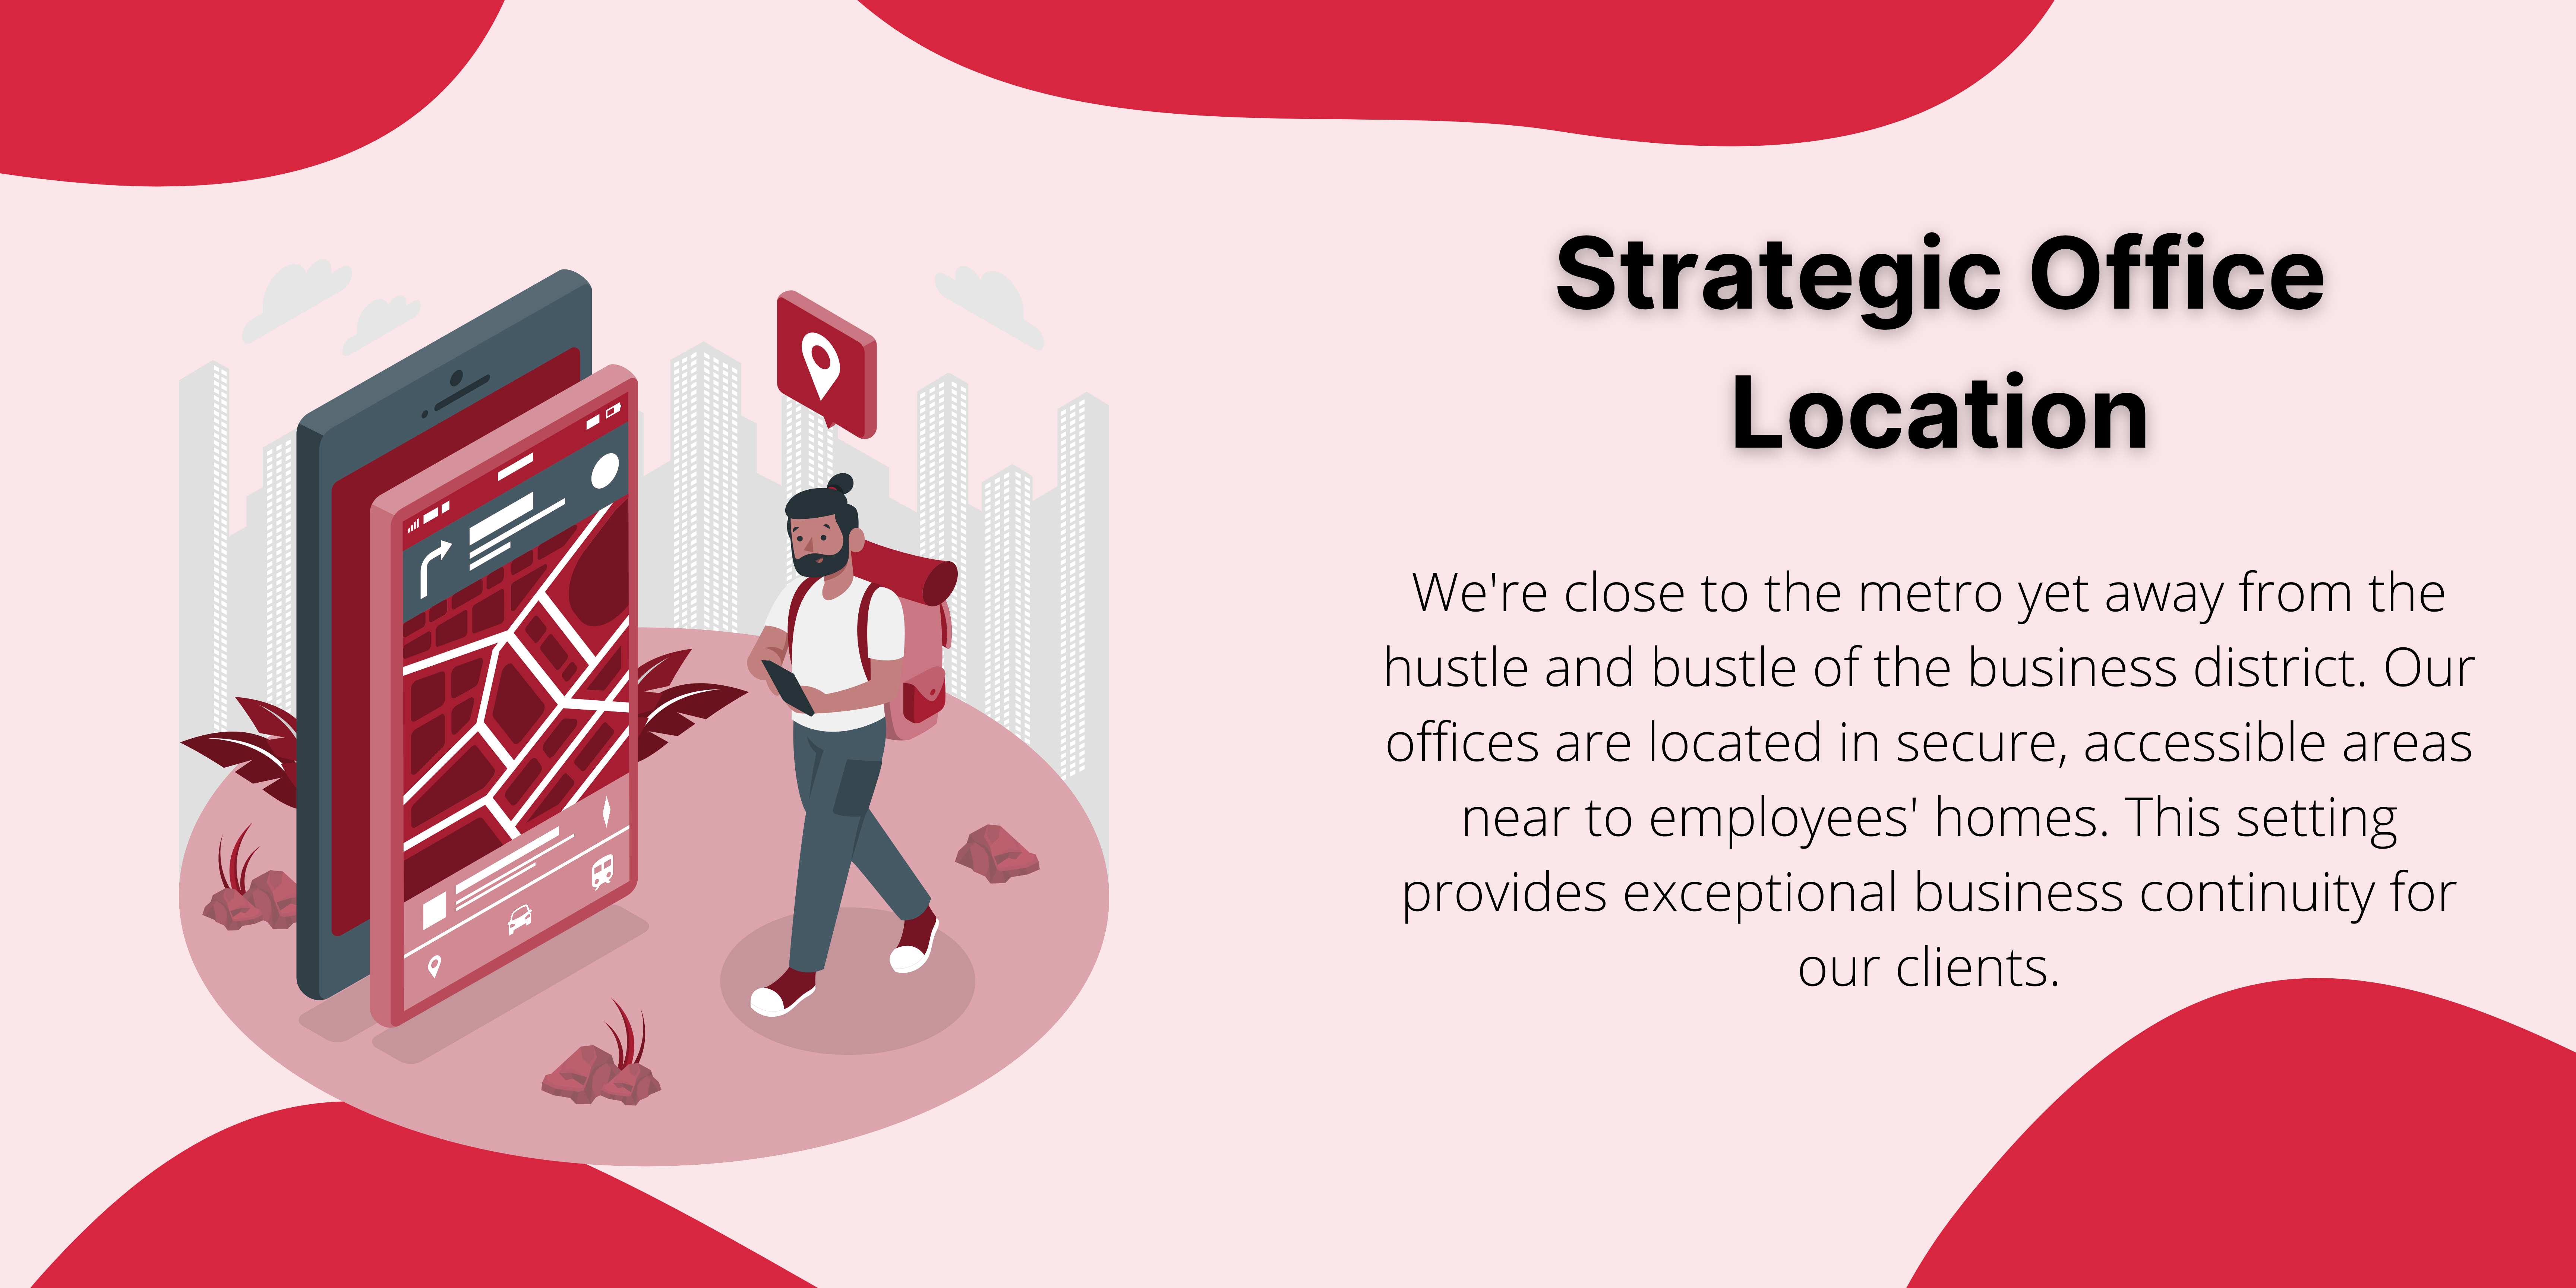 Strategic Office
Location
We're close to the metro yet away from the
hustle and bustle of the business district. Our
offices are located in secure, accessible areas
near to employees' homes. This setting
provides exceptional business continuity for
our clients.